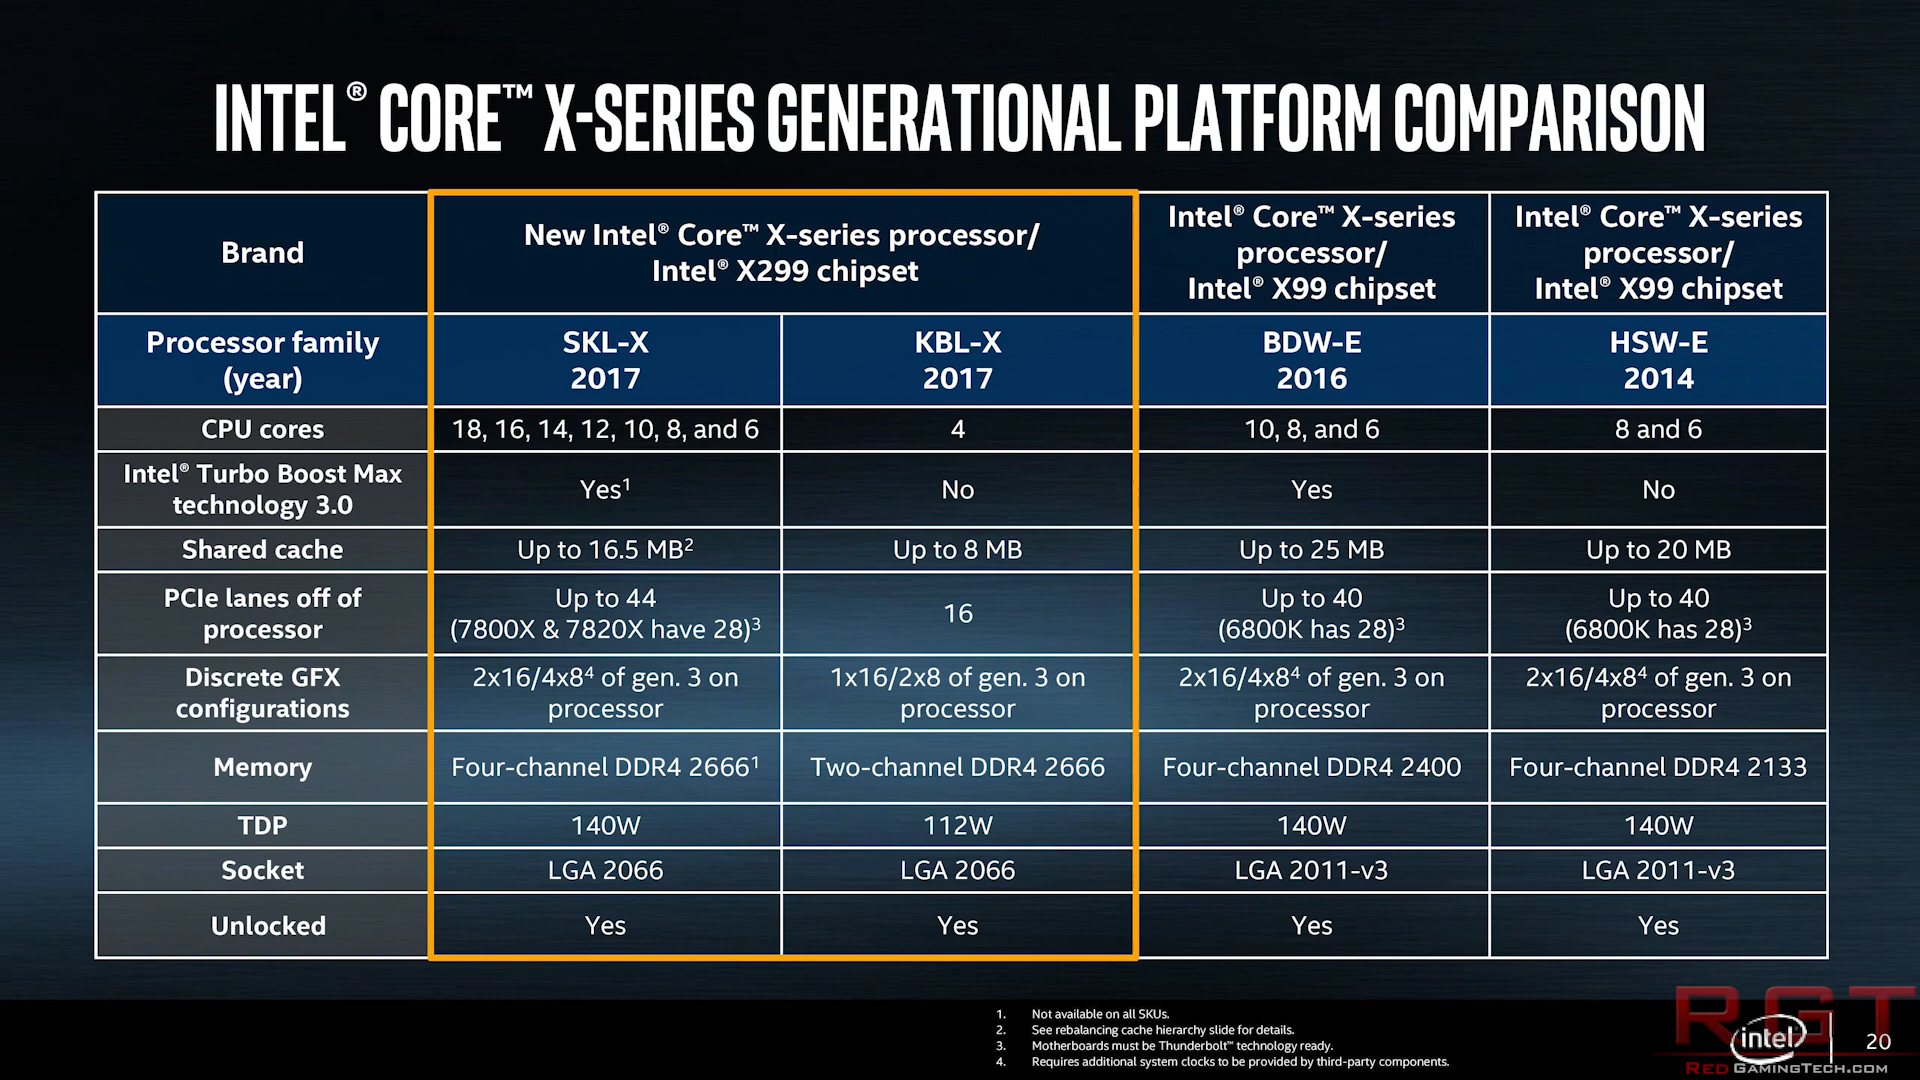 INTEL® CORE™ X-SERIES GENERATIONAL PLATFORM COMPARISON
Brand
New Intel® Core™ X-series processor/
Intel® X299 chipset
Intel® Core™ X-series
processor/
Intel® X99 chipset
Intel® Core™ X-series
processor/
Intel® X99 chipset
Processor family
(year)
SKL-X
2017
KBL-X
2017
BDW-E
2016
HSW-E
2014
CPU cores
18, 16, 14, 12, 10, 8, and 6
4
10, 8, and 6
8 and 6
Intel® Turbo Boost Max
technology 3.0
Yes¹
No
Yes
No
Shared cache
Up to 16.5 MB²
Up to 8 MB
Up to 25 MB
Up to 20 MB
PCIe lanes off of
processor
Up to 44
(7800X & 7820X have 28)³
16
Up to 40
(6800K has 28)³
Up to 40
(6800K has 28)³
Discrete GFX
configurations
2x16/4x8⁴ of gen. 3 on
processor
1x16/2x8 of gen. 3 on
processor
2x16/4x8⁴ of gen. 3 on
processor
2x16/4x8⁴ of gen. 3 on
processor
Memory
Four-channel DDR4 2666¹
Two-channel DDR4 2666
Four-channel DDR4 2400
Four-channel DDR4 2133
TDP
140W
112W
140W
140W
Socket
LGA 2066
LGA 2066
LGA 2011-v3
LGA 2011-v3
Unlocked
Yes
Yes
Yes
Yes
1. Not available on all SKUs.
2. See rebalancing cache hierarchy slide for details.
3. Motherboards must be Thunderbolt™ technology ready.
4. Requires additional system clocks to be provided by third-party components.
RGT
intel
20
REDGAMINGTECH.COM